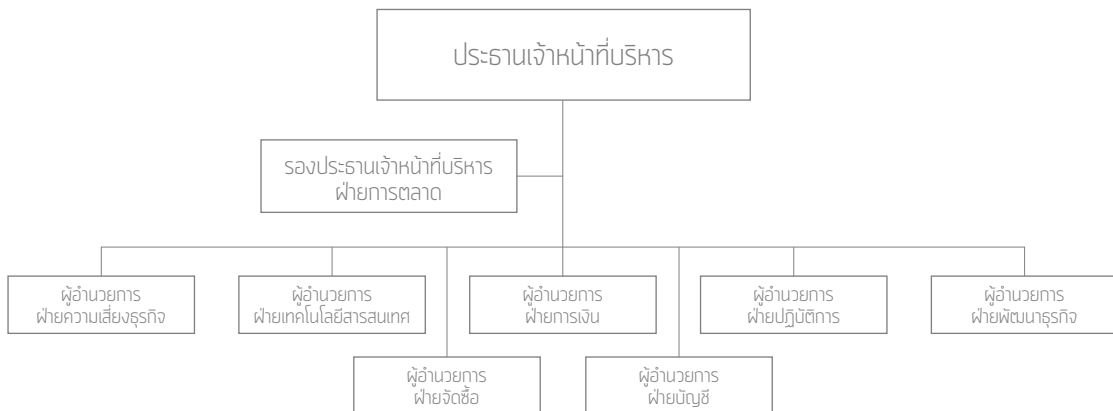 ประธานเจ้าหน้าที่บริหาร
รองประธานเจ้าหน้าที่บริหาร
ฝ่ายการตลาด
ผู้อำนวยการ
ฝ่ายความเสี่ยงธุรกิจ
ผู้อำนวยการ
ฝ่ายเทคโนโลยีสารสนเทศ
ผู้อำนวยการ
ฝ่ายการเงิน
ผู้อำนวยการ
ฝ่ายปฏิบัติการ
ผู้อำนวยการ
ฝ่ายพัฒนาธุรกิจ
ผู้อำนวยการ
ฝ่ายจัดซื้อ
ผู้อำนวยการ
ฝ่ายบัญชี